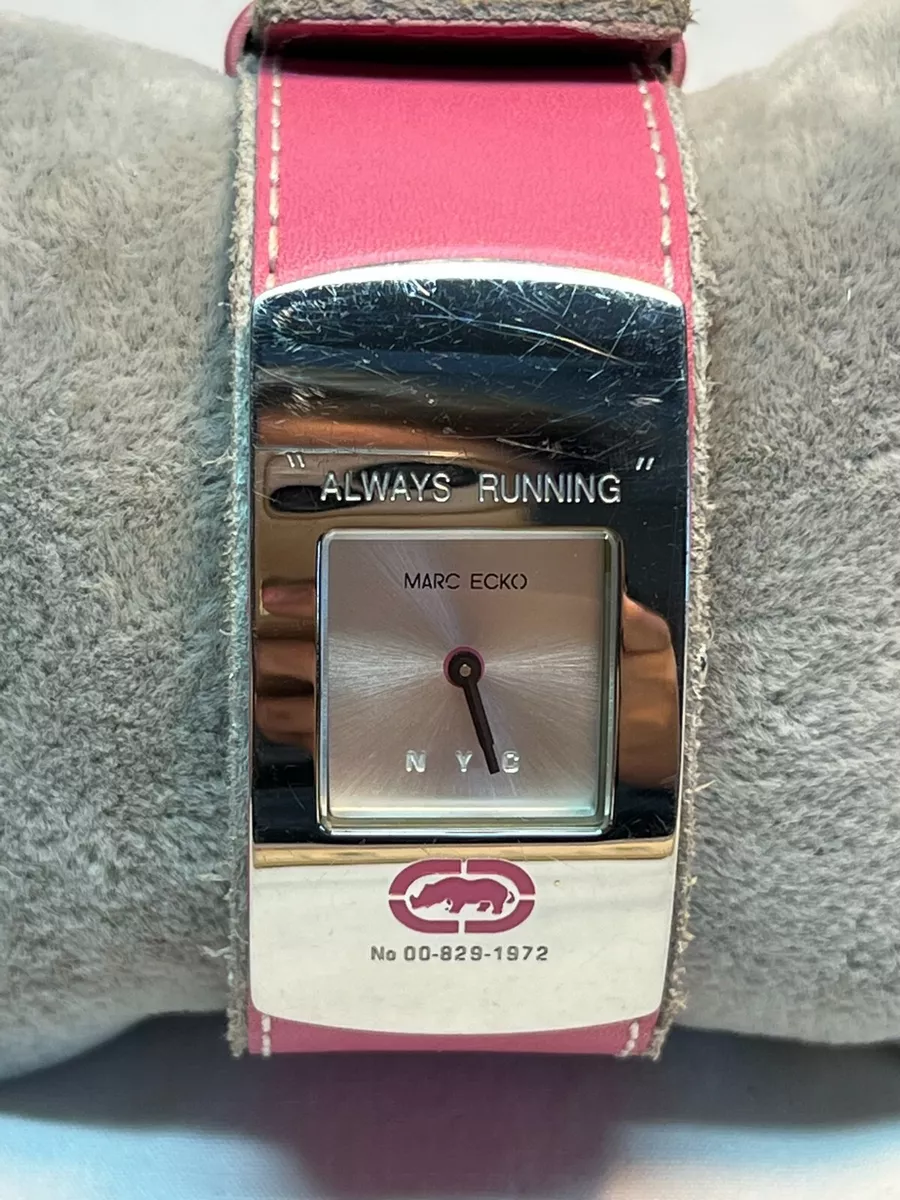 "ALWAYS RUNNING"
MARC ECKO
N Y C
No 00-829-1972